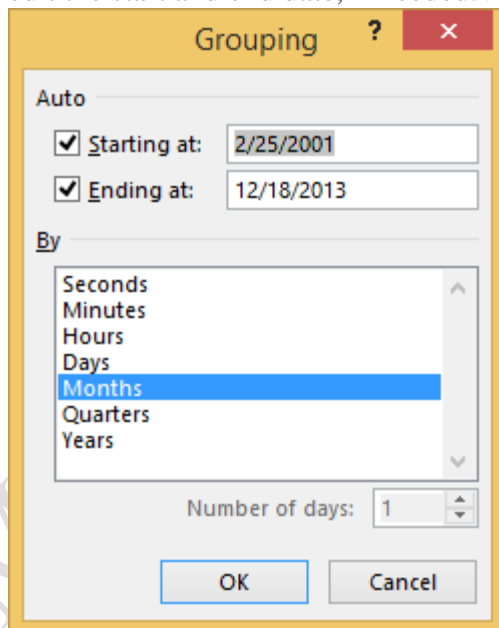 Grouping ? ×
Auto
Starting at: 2/25/2001
Ending at: 12/18/2013
By
Seconds
Minutes
Hours
Days
Months
Quarters
Years
Number of days: 1
OK Cancel